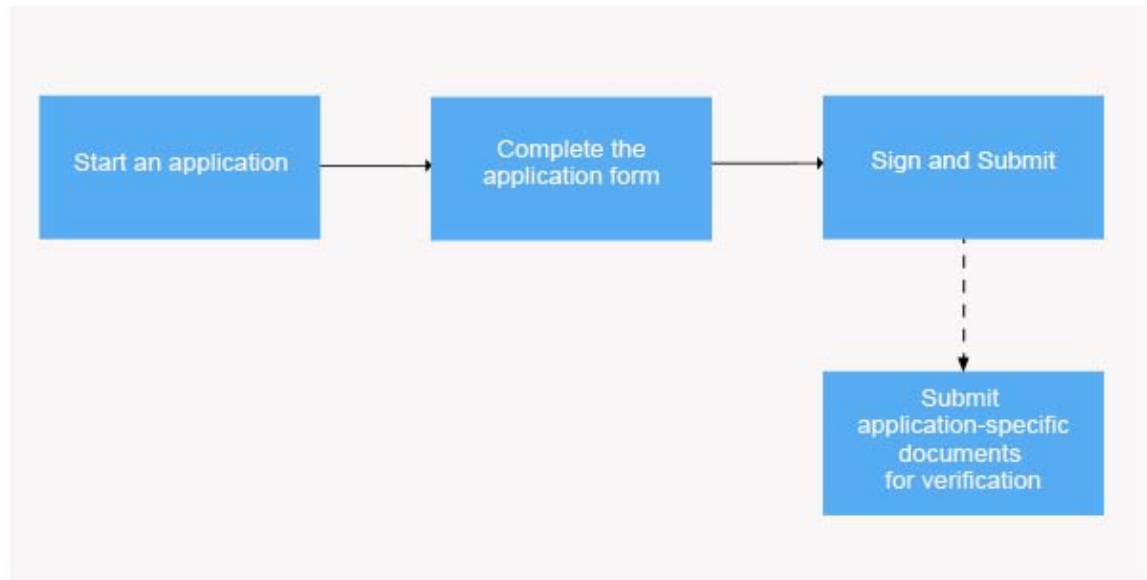 Start an application
Complete the
application form
Sign and Submit
Submit
application-specific
documents
for verification